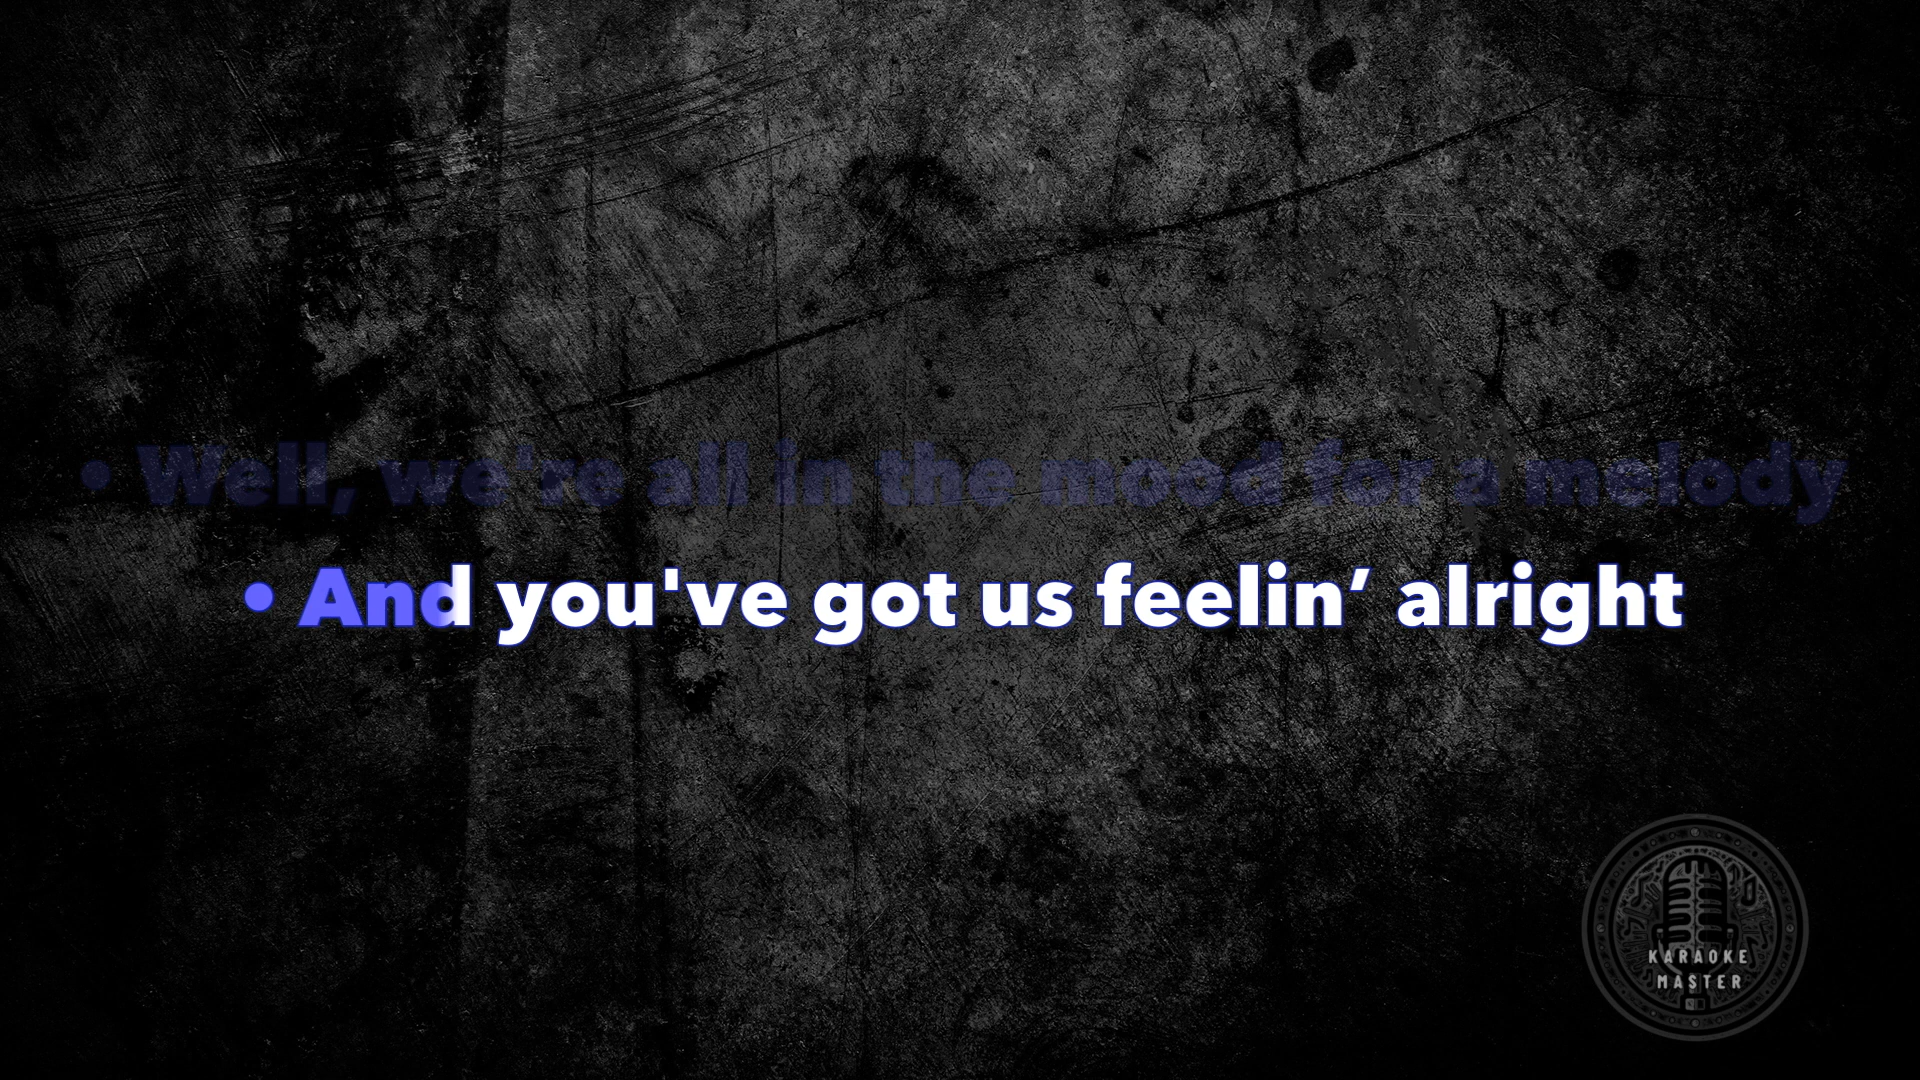 • Well, we're all in the mood for a melody
• And you've got us feelin’ alright
KARAOKE
MASTER